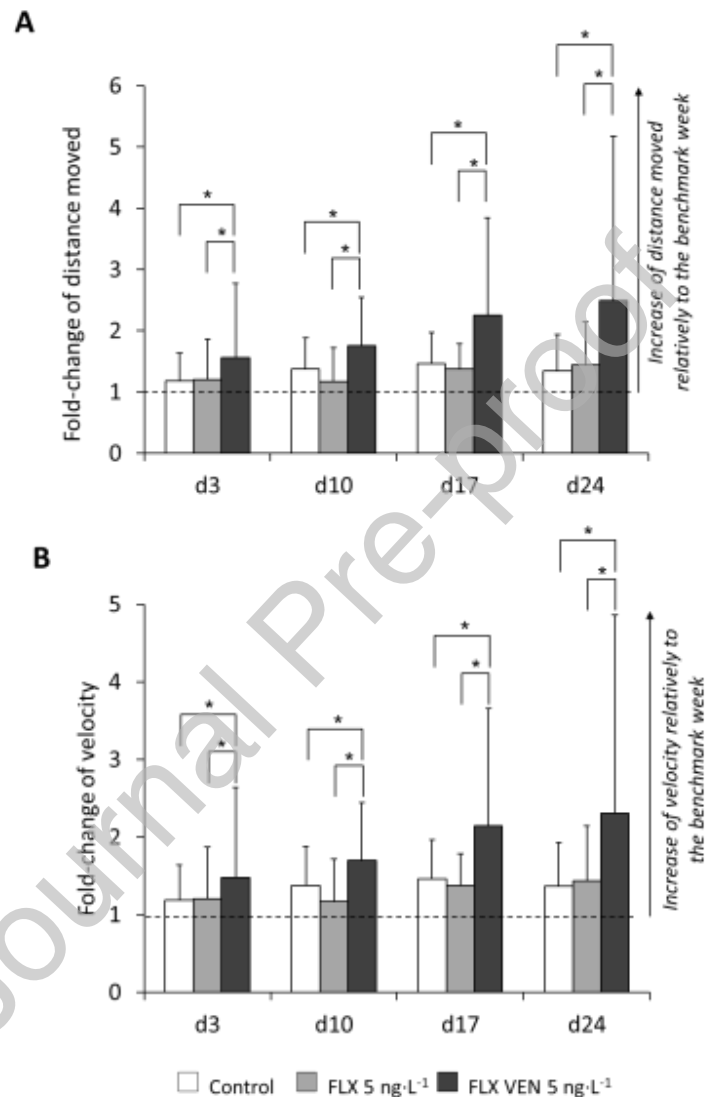 A
Fold-change of distance moved
6
5
4
3
2
1
0
* * * * * * * *
Increase of distance moved
relatively to the benchmark week
d3 d10 d17 d24
B
Fold-change of velocity
5
4
3
2
1
0
* * * * * * * *
Increase of velocity relatively to
the benchmark week
d3 d10 d17 d24
Control FLX 5 ng·L⁻¹ FLX VEN 5 ng·L⁻¹
Journal Pre-proof